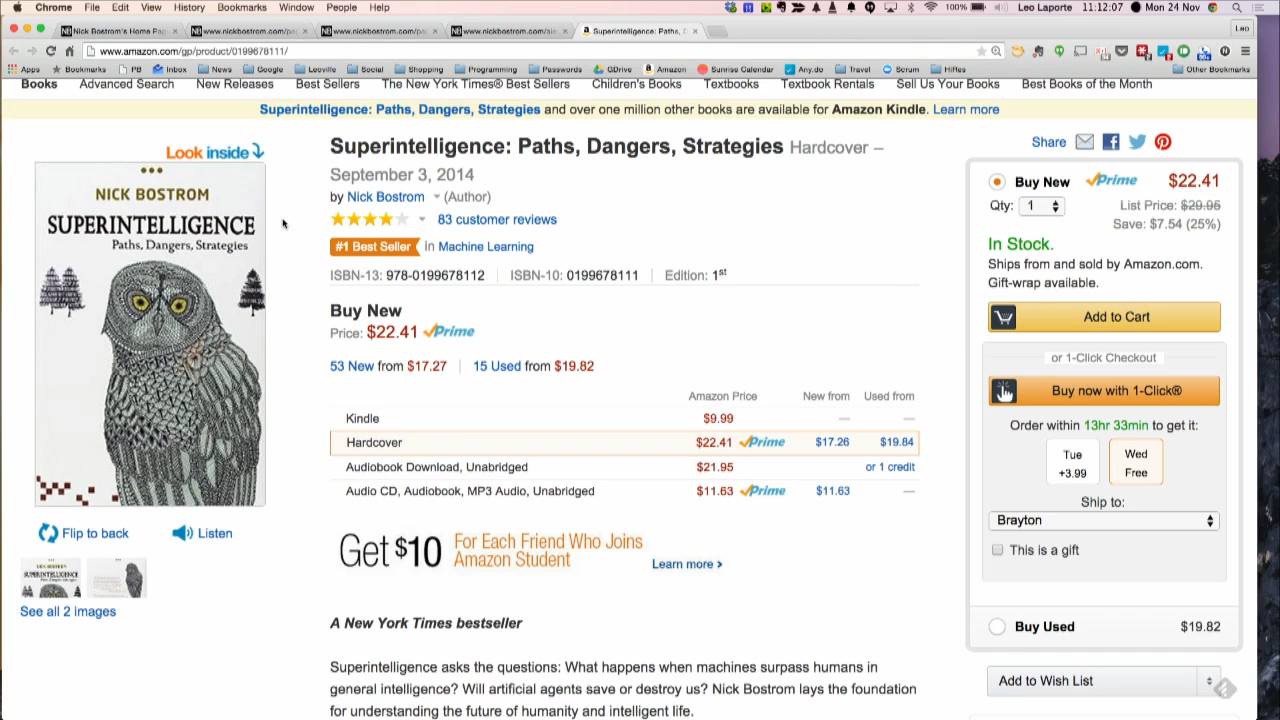 Chrome File Edit View History Bookmarks Window People Help
100% Leo Laporte 11:12:07 Mon 24 Nov
Nick Bostrom's Home Pa www.nickbostrom.com/pa www.nickbostrom.com/pa www.nickbostrom.com/sle Superintelligence: Paths, D Leo
www.amazon.com/gp/product/0199678111/
Apps Bookmarks PB Inbox News Google Leoville Social Shopping Programming Passwords GDrive Amazon Sunrise Calendar Any.do Travel Scrum HiRes Other Bookmarks
Books Advanced Search New Releases Best Sellers The New York Times® Best Sellers Children's Books Textbooks Textbook Rentals Sell Us Your Books Best Books of the Month
Superintelligence: Paths, Dangers, Strategies and over one million other books are available for Amazon Kindle. Learn more
Look inside
NICK BOSTROM
SUPERINTELLIGENCE
Paths, Dangers, Strategies
Flip to back Listen
See all 2 images
Superintelligence: Paths, Dangers, Strategies Hardcover –
September 3, 2014
by Nick Bostrom (Author)
83 customer reviews
#1 Best Seller in Machine Learning
ISBN-13: 978-0199678112 ISBN-10: 0199678111 Edition: 1st
Buy New
Price: $22.41 Prime
53 New from $17.27 15 Used from $19.82
Amazon Price New from Used from
Kindle $9.99 — —
Hardcover $22.41 Prime $17.26 $19.84
Audiobook Download, Unabridged $21.95 or 1 credit
Audio CD, Audiobook, MP3 Audio, Unabridged $11.63 Prime $11.63 —
Get $10 For Each Friend Who Joins
Amazon Student Learn more ›
A New York Times bestseller
Superintelligence asks the questions: What happens when machines surpass humans in
general intelligence? Will artificial agents save or destroy us? Nick Bostrom lays the foundation
for understanding the future of humanity and intelligent life.
Share
Buy New Prime $22.41
Qty: 1 List Price: $29.95
Save: $7.54 (25%)
In Stock.
Ships from and sold by Amazon.com.
Gift-wrap available.
Add to Cart
or 1-Click Checkout
Buy now with 1-Click®
Order within 13hr 33min to get it:
Tue Wed
+3.99 Free
Ship to:
Brayton
This is a gift
Buy Used $19.82
Add to Wish List